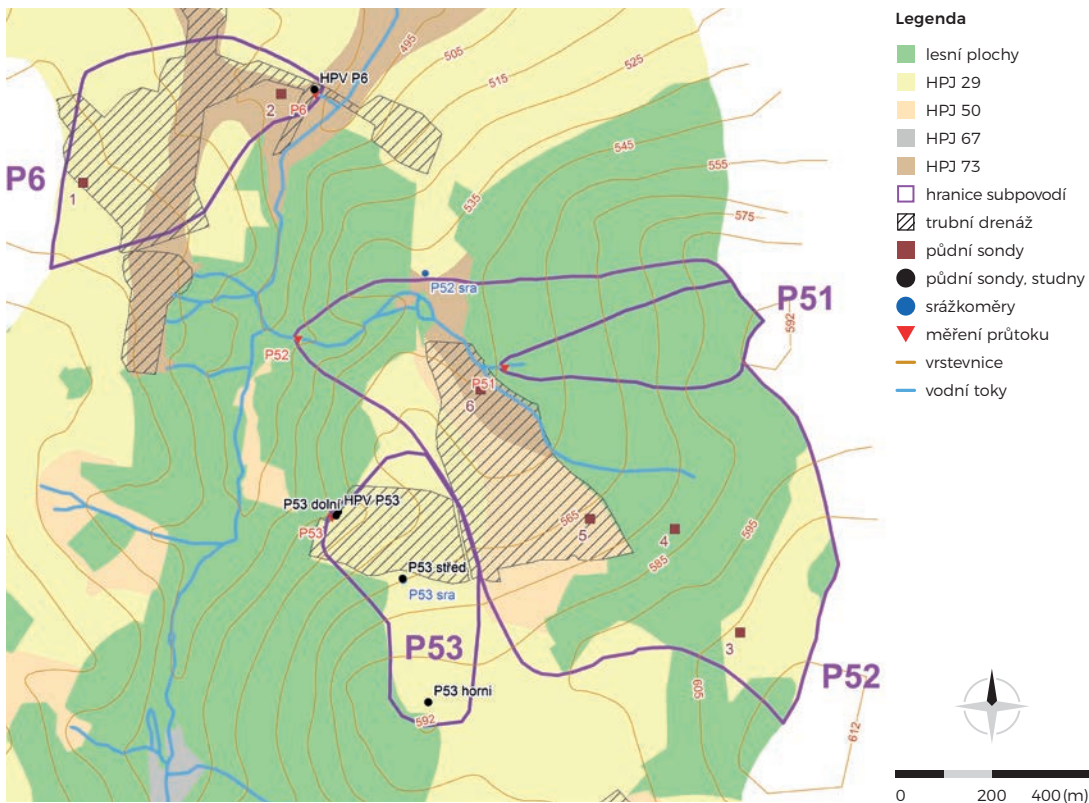 495
505
515
525
545
555
575
535
HPV P6
P6
2
P6
1
P52 sra
P51
592
P52
P51
6
P53 dolní
HPV P53
P53
565
5
4
595
585
P53 střed
P53 sra
P53
3
P52
605
P53 horni
592
612
Legenda
lesní plochy
HPJ 29
HPJ 50
HPJ 67
HPJ 73
hranice subpovodí
trubní drenáž
půdní sondy
půdní sondy, studny
srážkoměry
měření průtoku
vrstevnice
vodní toky
0 200 400 (m)